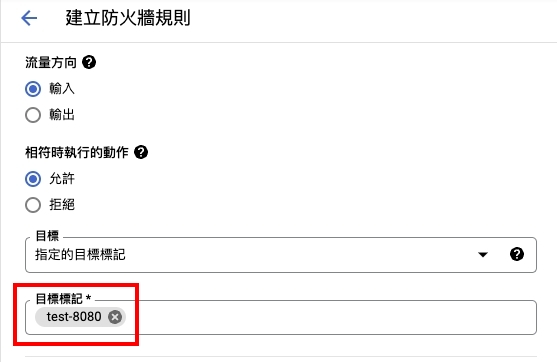 建立防火牆規則
流量方向
輸入
輸出
相符時執行的動作
允許
拒絕
目標
指定的目標標記
目標標記 *
test-8080